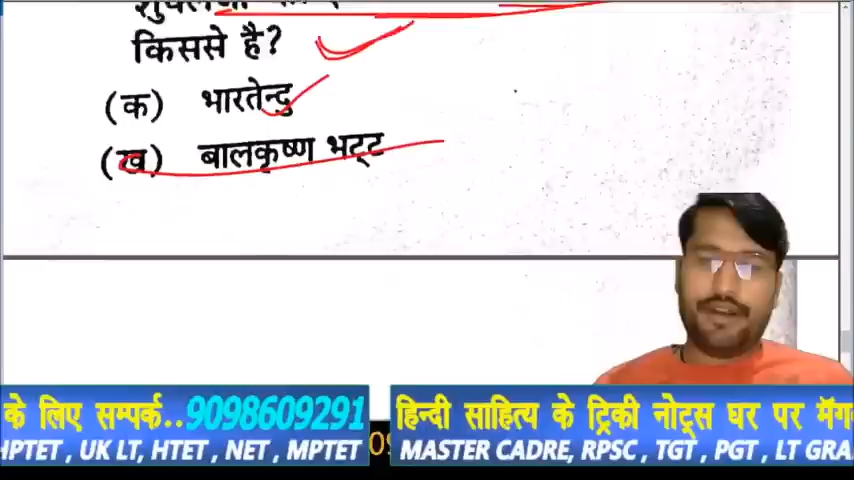 किससे है?
(क) भारतेन्दु
(ख) बालकृष्ण भट्ट
के लिए सम्पर्क..9098609291
हिन्दी साहित्य के ट्रिकी नोट्स घर पर मॅग
HPTET , UK LT, HTET , NET , MPTET
MASTER CADRE, RPSC , TGT , PGT , LT GRA